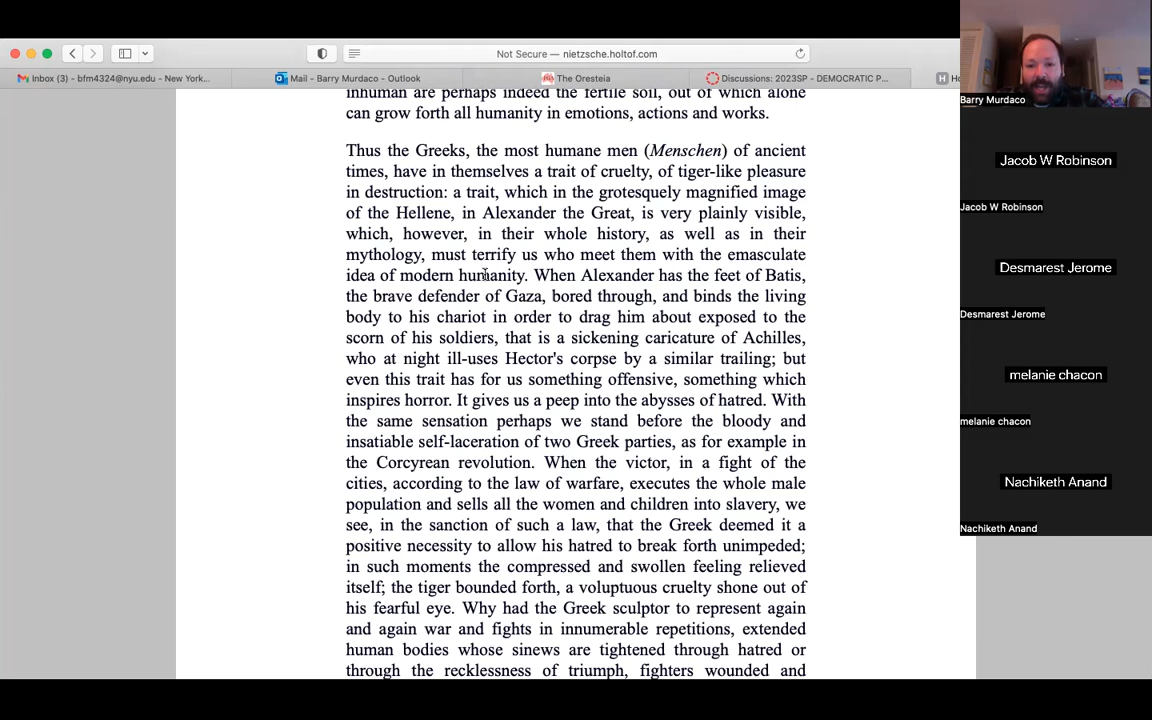 Not Secure — nietzsche.holtof.com
Inbox (3) - bfm4324@nyu.edu - New York...
Mail - Barry Murdaco - Outlook
The Oresteia
Discussions: 2023SP - DEMOCRATIC P...
H Ho
inhuman are perhaps indeed the fertile soil, out of which alone
can grow forth all humanity in emotions, actions and works.
Thus the Greeks, the most humane men (Menschen) of ancient
times, have in themselves a trait of cruelty, of tiger-like pleasure
in destruction: a trait, which in the grotesquely magnified image
of the Hellene, in Alexander the Great, is very plainly visible,
which, however, in their whole history, as well as in their
mythology, must terrify us who meet them with the emasculate
idea of modern humanity. When Alexander has the feet of Batis,
the brave defender of Gaza, bored through, and binds the living
body to his chariot in order to drag him about exposed to the
scorn of his soldiers, that is a sickening caricature of Achilles,
who at night ill-uses Hector's corpse by a similar trailing; but
even this trait has for us something offensive, something which
inspires horror. It gives us a peep into the abysses of hatred. With
the same sensation perhaps we stand before the bloody and
insatiable self-laceration of two Greek parties, as for example in
the Corcyrean revolution. When the victor, in a fight of the
cities, according to the law of warfare, executes the whole male
population and sells all the women and children into slavery, we
see, in the sanction of such a law, that the Greek deemed it a
positive necessity to allow his hatred to break forth unimpeded;
in such moments the compressed and swollen feeling relieved
itself; the tiger bounded forth, a voluptuous cruelty shone out of
his fearful eye. Why had the Greek sculptor to represent again
and again war and fights in innumerable repetitions, extended
human bodies whose sinews are tightened through hatred or
through the recklessness of triumph, fighters wounded and
Barry Murdaco
Jacob W Robinson
Jacob W Robinson
Desmarest Jerome
Desmarest Jerome
melanie chacon
melanie chacon
Nachiketh Anand
Nachiketh Anand